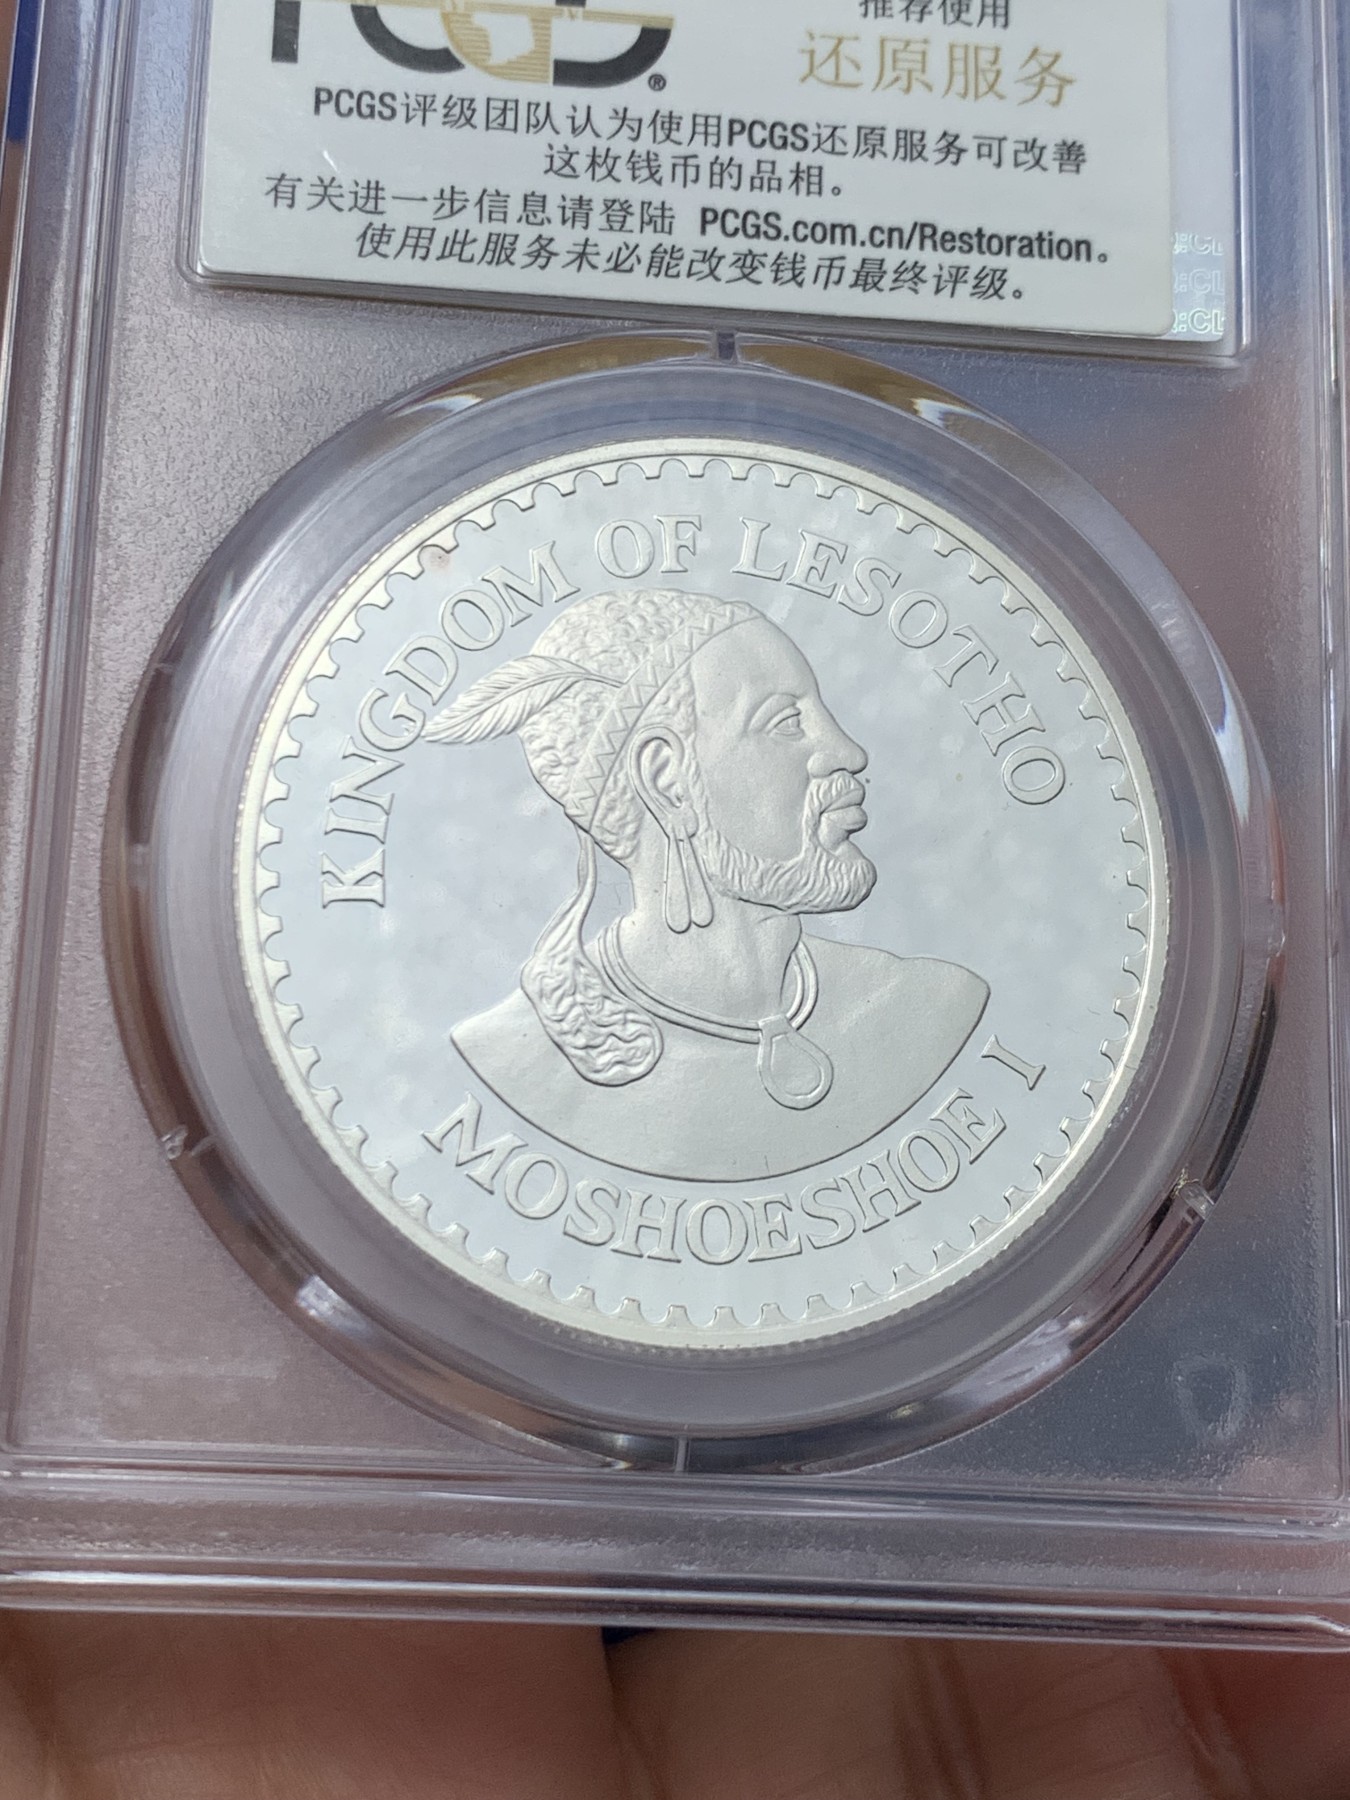 推荐使用
还原服务
PCGS评级团队认为使用PCGS还原服务可改善
这枚钱币的品相。
有关进一步信息请登陆 PCGS.com.cn/Restoration。
使用此服务未必能改变钱币最终评级。
KINGDOM OF LESOTHO
MOSHOESHOE I